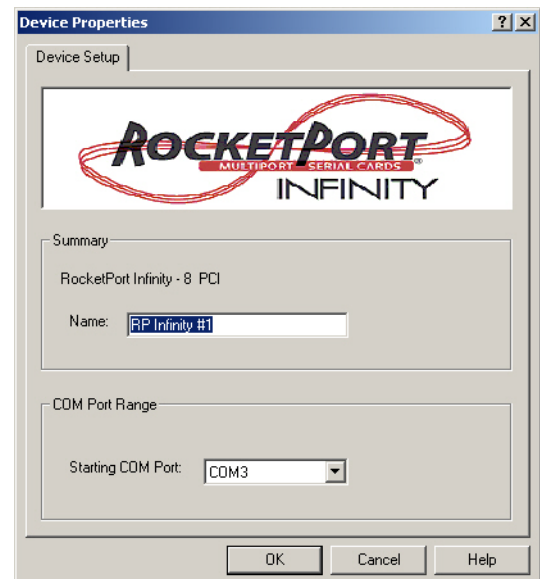 Device Properties
Device Setup
ROCKETPORT®
MULTIPORT SERIAL CARDS
INFINITY
Summary
RocketPort Infinity - 8 PCI
Name: RP Infinity #1
COM Port Range
Starting COM Port: COM3
OK Cancel Help